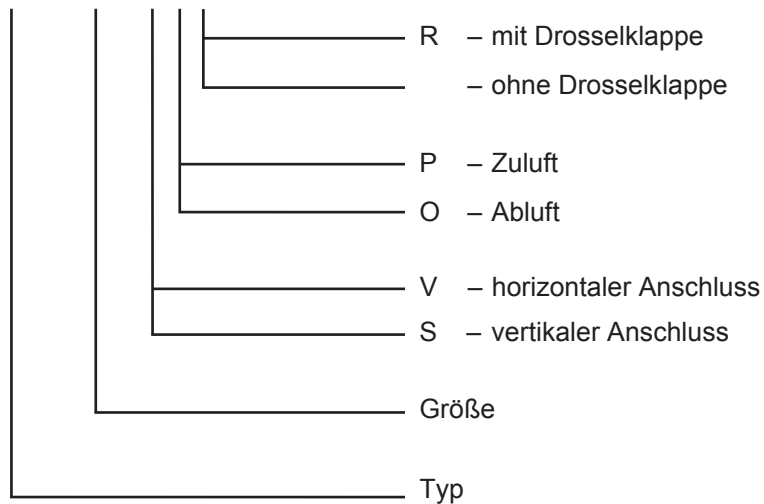 R – mit Drosselklappe
– ohne Drosselklappe
P – Zuluft
O – Abluft
V – horizontaler Anschluss
S – vertikaler Anschluss
Größe
Typ